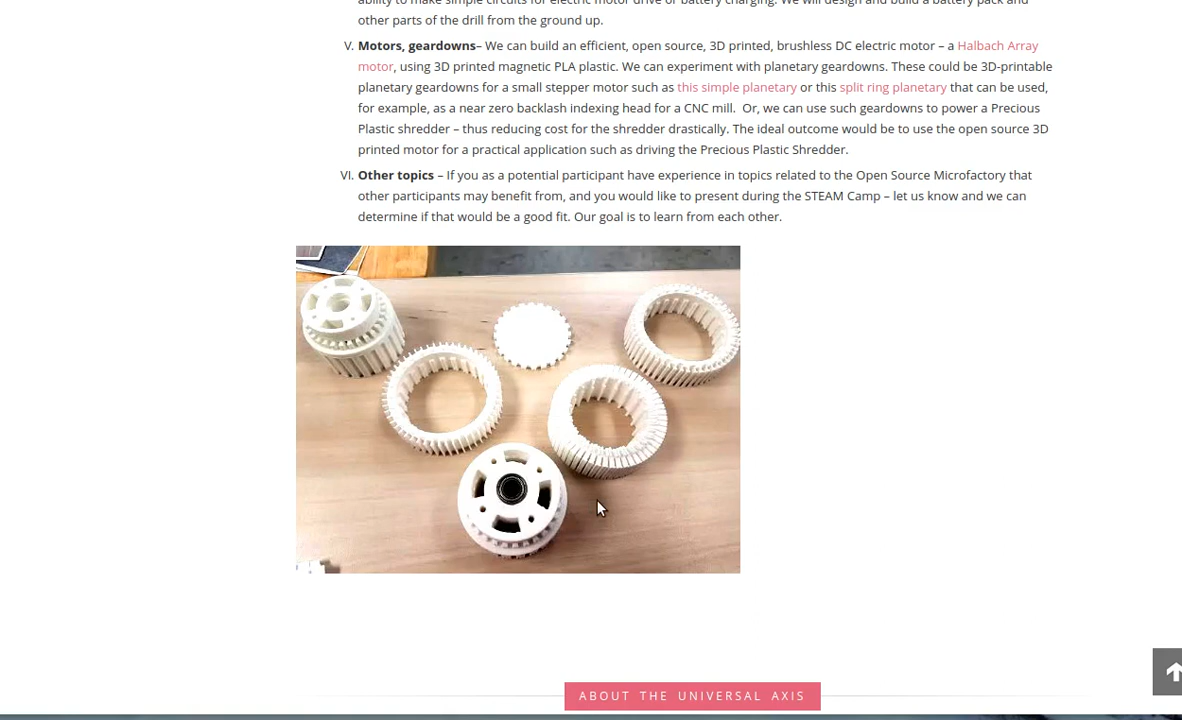 ability to make simple circuits for electric motor drive or battery charging. We will design and build a battery pack and
other parts of the drill from the ground up.
V. Motors, geardowns– We can build an efficient, open source, 3D printed, brushless DC electric motor – a Halbach Array
motor, using 3D printed magnetic PLA plastic. We can experiment with planetary geardowns. These could be 3D-printable
planetary geardowns for a small stepper motor such as this simple planetary or this split ring planetary that can be used,
for example, as a near zero backlash indexing head for a CNC mill. Or, we can use such geardowns to power a Precious
Plastic shredder – thus reducing cost for the shredder drastically. The ideal outcome would be to use the open source 3D
printed motor for a practical application such as driving the Precious Plastic Shredder.
VI. Other topics – If you as a potential participant have experience in topics related to the Open Source Microfactory that
other participants may benefit from, and you would like to present during the STEAM Camp – let us know and we can
determine if that would be a good fit. Our goal is to learn from each other.
ABOUT THE UNIVERSAL AXIS